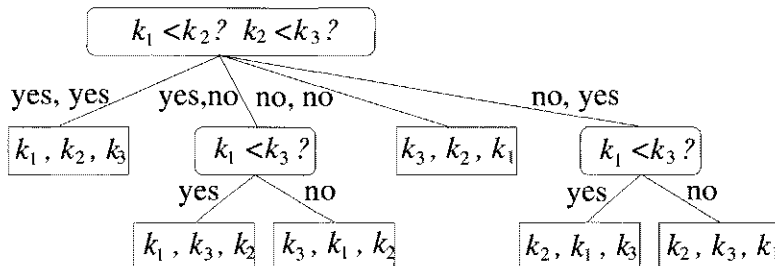 k₁ < k₂? k₂ < k₃?
yes, yes
yes,no
no, no
no, yes
k₁ , k₂ , k₃
k₁ < k₃?
k₃, k₂ , k₁
k₁ < k₃?
yes
no
yes
no
k₁ , k₃ , k₂
k₃, k₁ , k₂
k₂, k₁ , k₃
k₂, k₃ , k